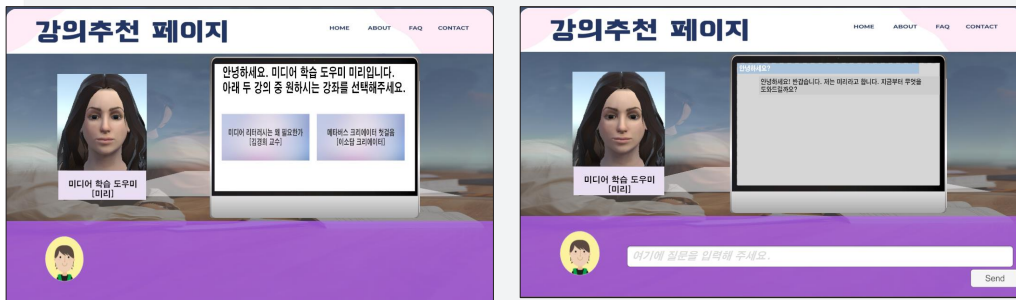 강의추천 페이지
HOME ABOUT FAQ CONTACT
안녕하세요. 미디어 학습 도우미 미리입니다.
아래 두 강의 중 원하시는 강좌를 선택해주세요.
미디어 리터러시는 왜 필요한가
[김경희 교수]
메타버스 크리에이터 첫걸음
[이소담 크리에이터]
미디어 학습 도우미
[미리]
강의추천 페이지
HOME ABOUT FAQ CONTACT
안녕하세요?
안녕하세요! 반갑습니다. 저는 미리라고 합니다. 지금부터 무엇을
도와드릴까요?
미디어 학습 도우미
[미리]
여기에 질문을 입력해 주세요.
Send